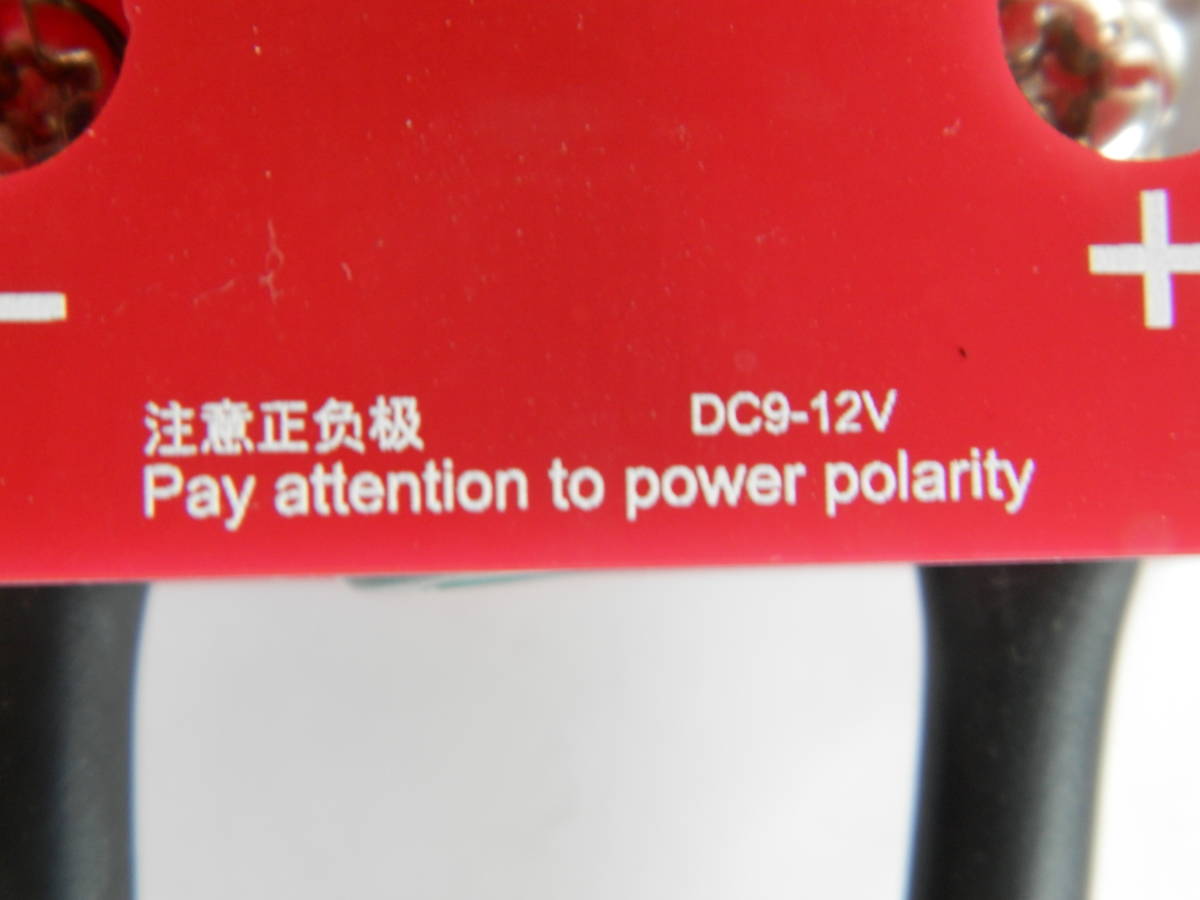 - +
注意正负极 DC9-12V
Pay attention to power polarity